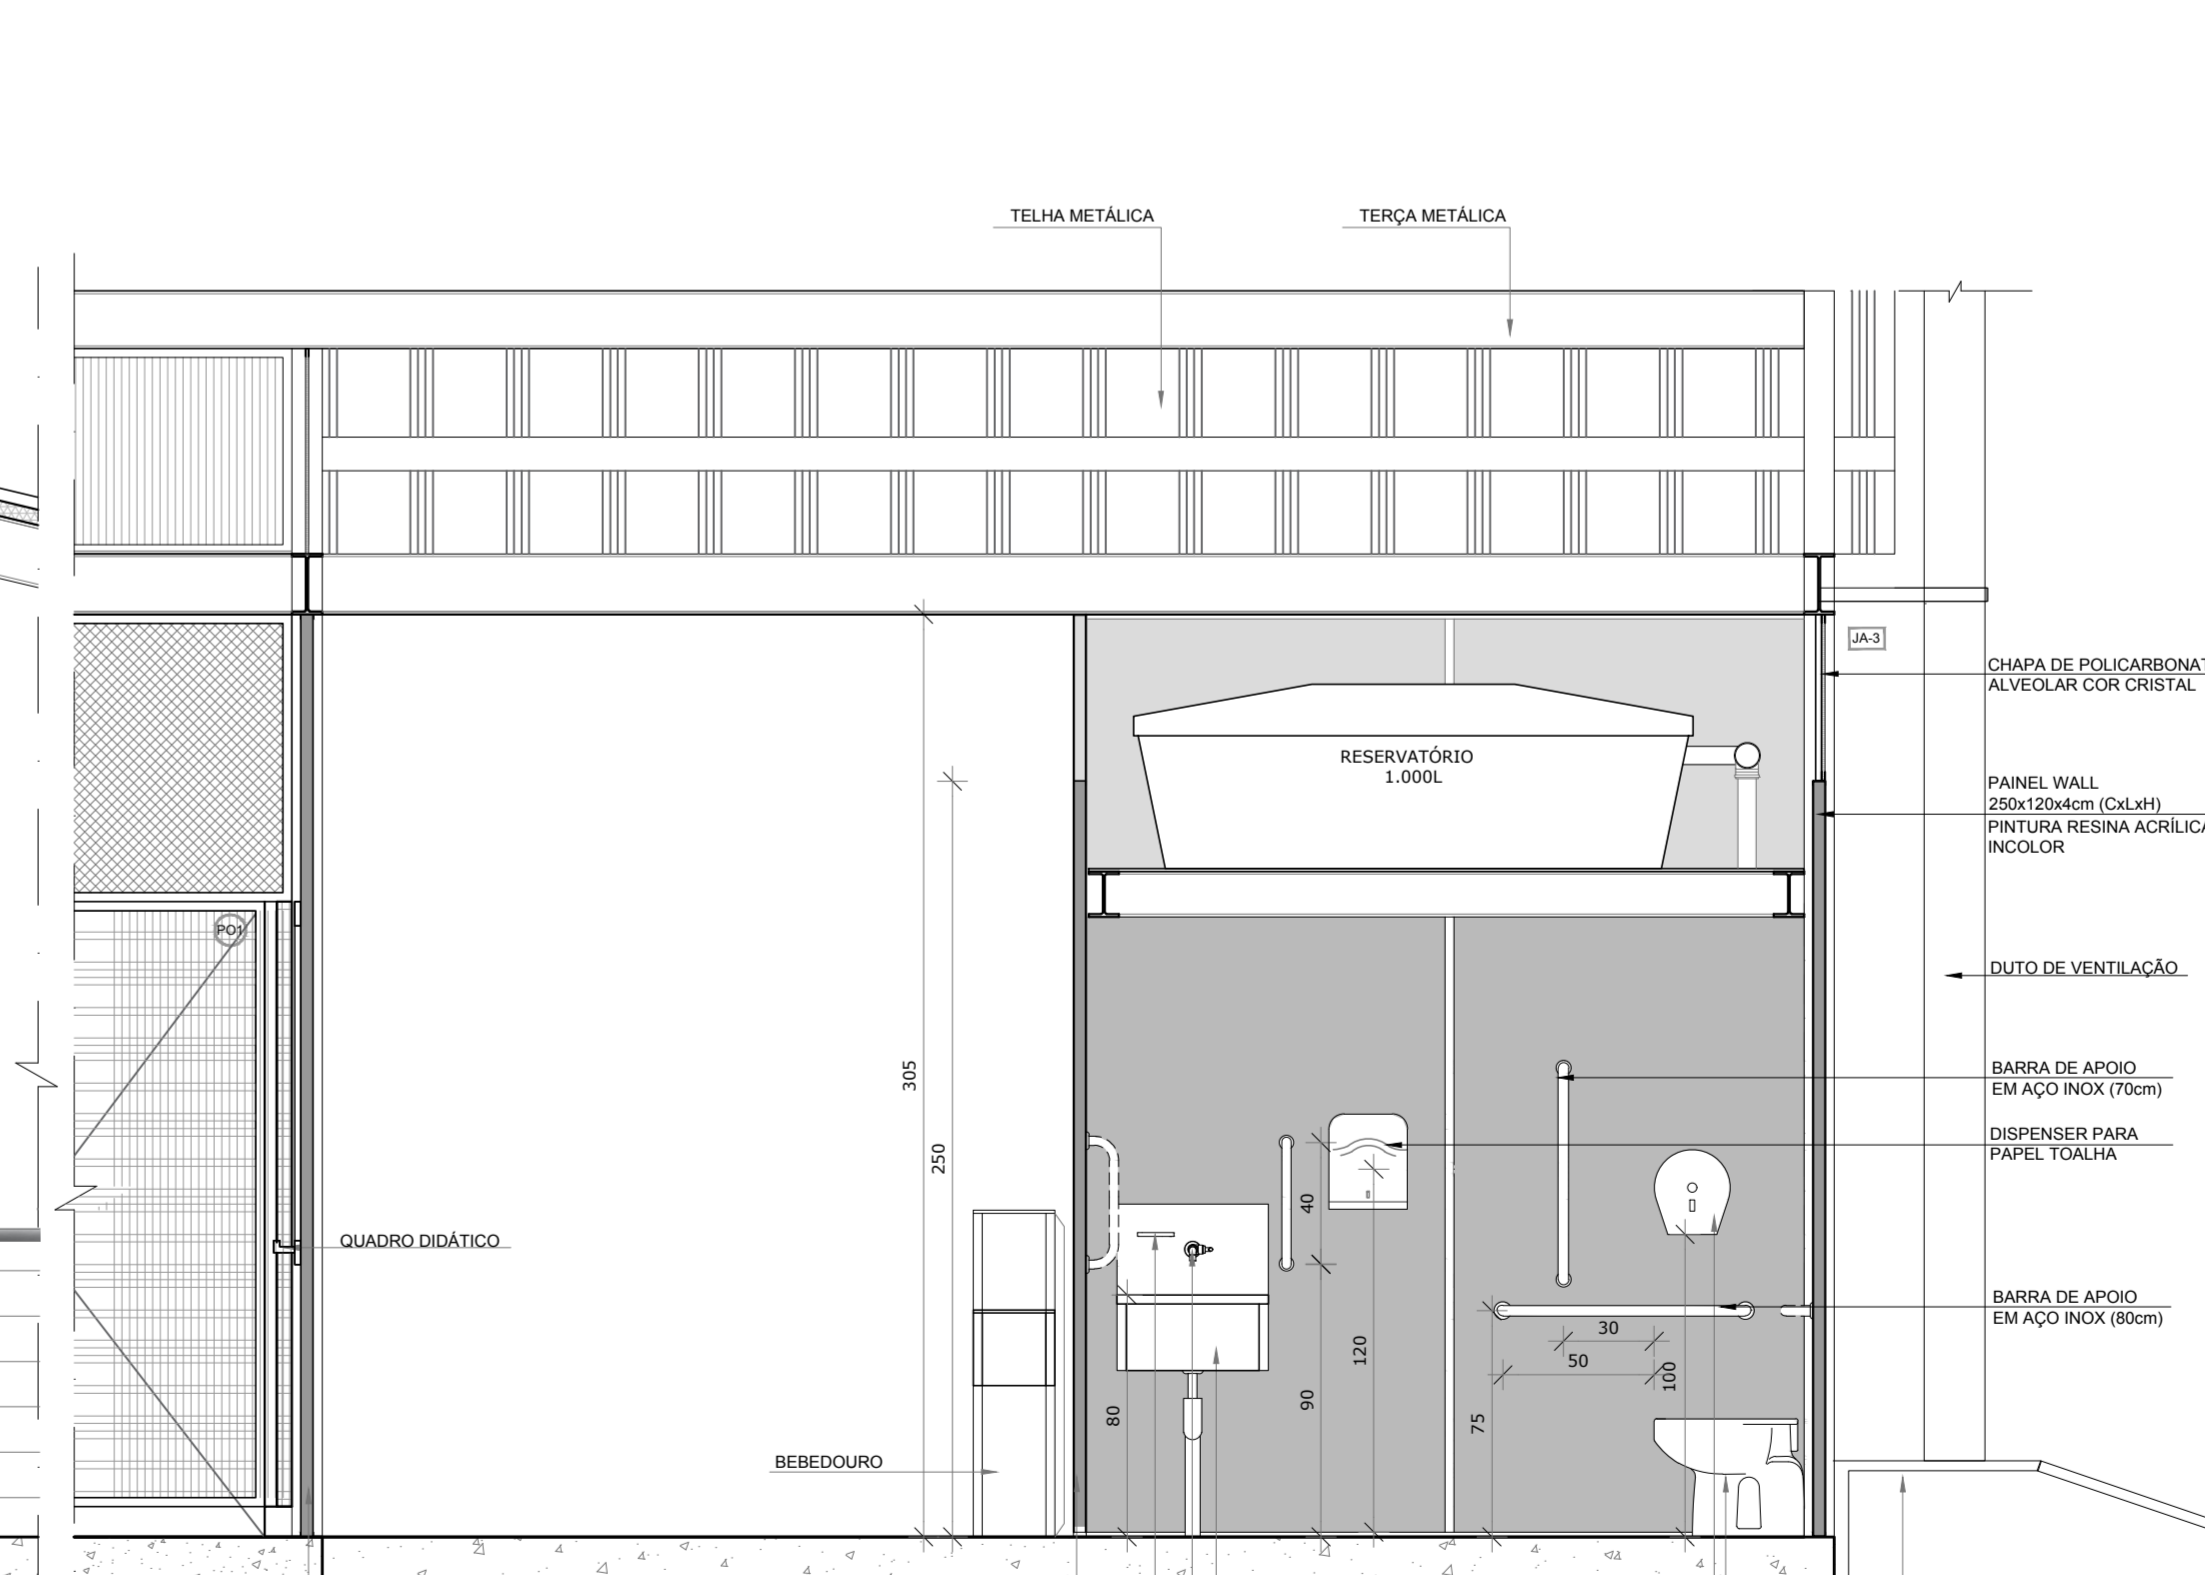 TELHA METÁLICA
TERÇA METÁLICA
JA-3
CHAPA DE POLICARBONAT
ALVEOLAR COR CRISTAL
RESERVATÓRIO
1.000L
PAINEL WALL
250x120x4cm (CxLxH)
PINTURA RESINA ACRÍLICA
INCOLOR
PO1
DUTO DE VENTILAÇÃO
305
BARRA DE APOIO
EM AÇO INOX (70cm)
250
DISPENSER PARA
PAPEL TOALHA
40
QUADRO DIDÁTICO
BARRA DE APOIO
EM AÇO INOX (80cm)
30
120
50
100
90
80
75
BEBEDOURO